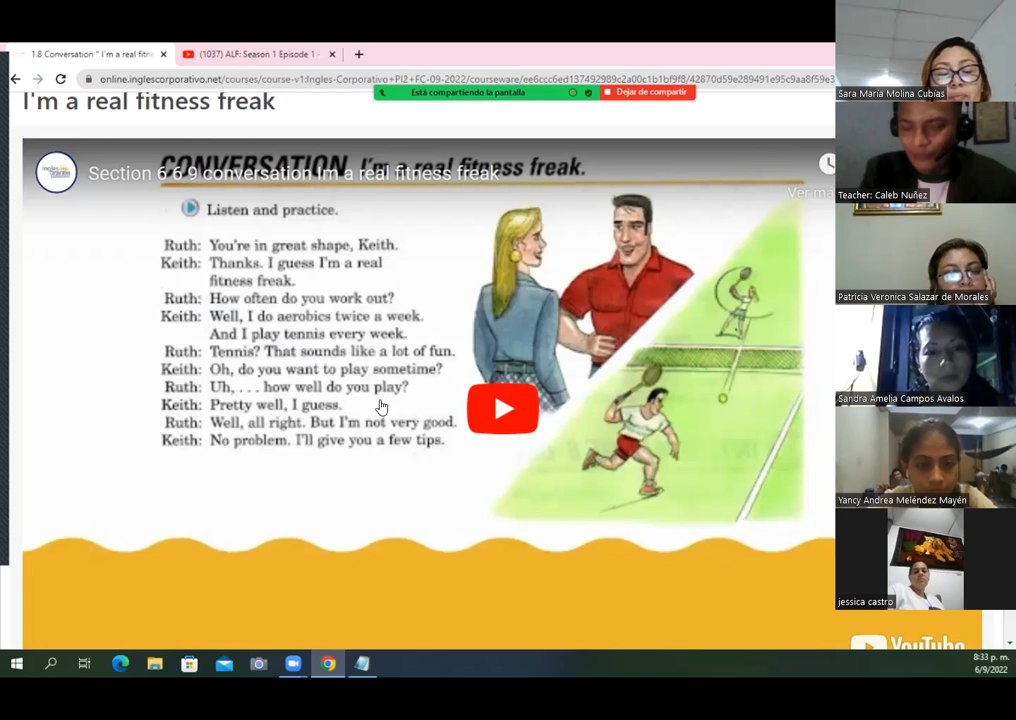 1.8 Conversation " I'm a real fitne
(1037) ALF: Season 1 Episode 1 -
online.inglescorporativo.net/courses/course-v1:Ingles-Corporativo+PI2+FC-09-2022/courseware/
Está compartiendo la pantalla
Dejar de compartir
I'm a real fitness freak
Section 6 6 9 conversation Im a real fitness freak
CONVERSATION I'm a real fitness freak.
Ver má
Listen and practice.
Ruth: You're in great shape, Keith.
Keith: Thanks. I guess I'm a real
fitness freak.
Ruth: How often do you work out?
Keith: Well, I do aerobics twice a week.
And I play tennis every week.
Ruth: Tennis? That sounds like a lot of fun.
Keith: Oh, do you want to play sometime?
Ruth: Uh, . . . how well do you play?
Keith: Pretty well, I guess.
Ruth: Well, all right. But I'm not very good.
Keith: No problem. I'll give you a few tips.
YouTube
Sara María Molina Cubías
Teacher: Caleb Nuñez
Patricia Veronica Salazar de Morales
Sandra Amelia Campos Avalos
Yancy Andrea Meléndez Mayén
jessica castro
8:33 p. m.
6/9/2022